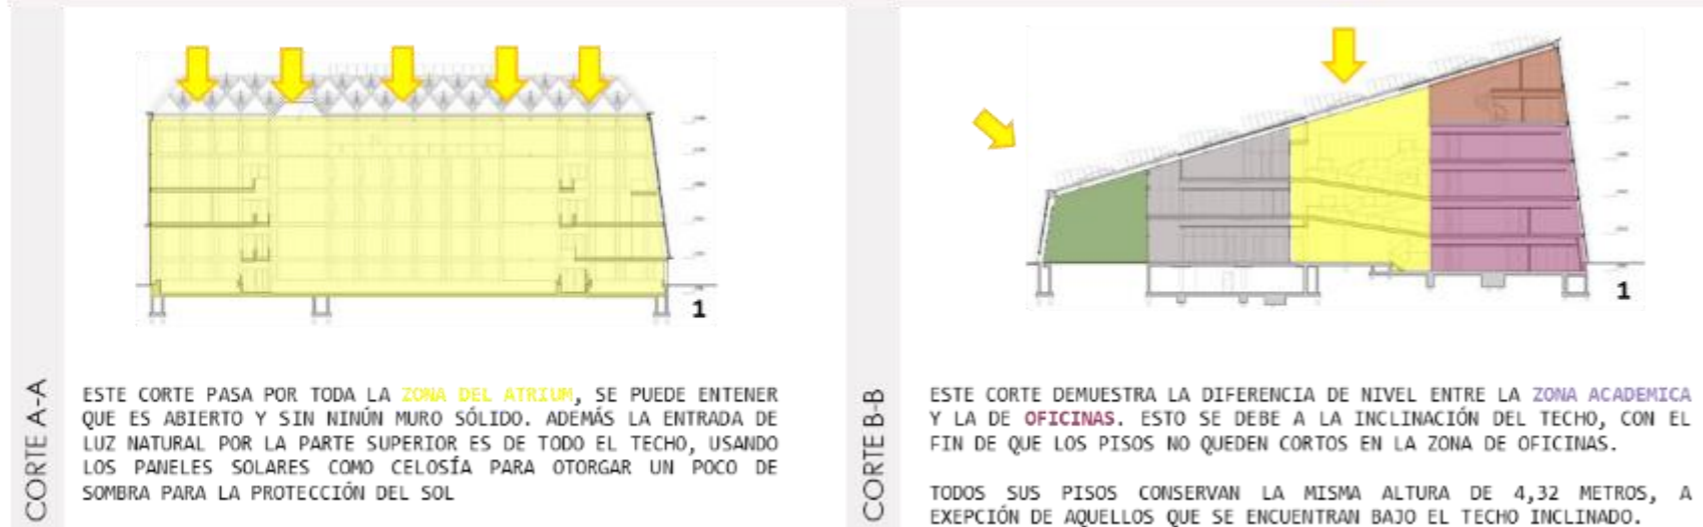 CORTE A-A
1
ESTE CORTE PASA POR TODA LA ZONA DEL ATRIUM, SE PUEDE ENTENER
QUE ES ABIERTO Y SIN NINÚN MURO SÓLIDO. ADEMÁS LA ENTRADA DE
LUZ NATURAL POR LA PARTE SUPERIOR ES DE TODO EL TECHO, USANDO
LOS PANELES SOLARES COMO CELOSÍA PARA OTORGAR UN POCO DE
SOMBRA PARA LA PROTECCIÓN DEL SOL
CORTE B-B
1
ESTE CORTE DEMUESTRA LA DIFERENCIA DE NIVEL ENTRE LA ZONA ACADEMICA
Y LA DE OFICINAS. ESTO SE DEBE A LA INCLINACIÓN DEL TECHO, CON EL
FIN DE QUE LOS PISOS NO QUEDEN CORTOS EN LA ZONA DE OFICINAS.
TODOS SUS PISOS CONSERVAN LA MISMA ALTURA DE 4,32 METROS, A
EXEPCIÓN DE AQUELLOS QUE SE ENCUENTRAN BAJO EL TECHO INCLINADO.